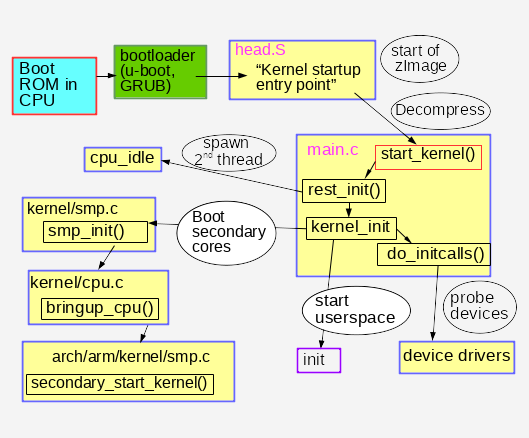 Boot
ROM in
CPU
bootloader
(u-boot,
GRUB)
head.S
“Kernel startup
entry point”
start of
zImage
Decompress
main.c
start_kernel()
rest_init()
kernel_init
do_initcalls()
spawn
2nd thread
cpu_idle
Boot
secondary
cores
kernel/smp.c
smp_init()
kernel/cpu.c
bringup_cpu()
arch/arm/kernel/smp.c
secondary_start_kernel()
start
userspace
init
probe
devices
device drivers